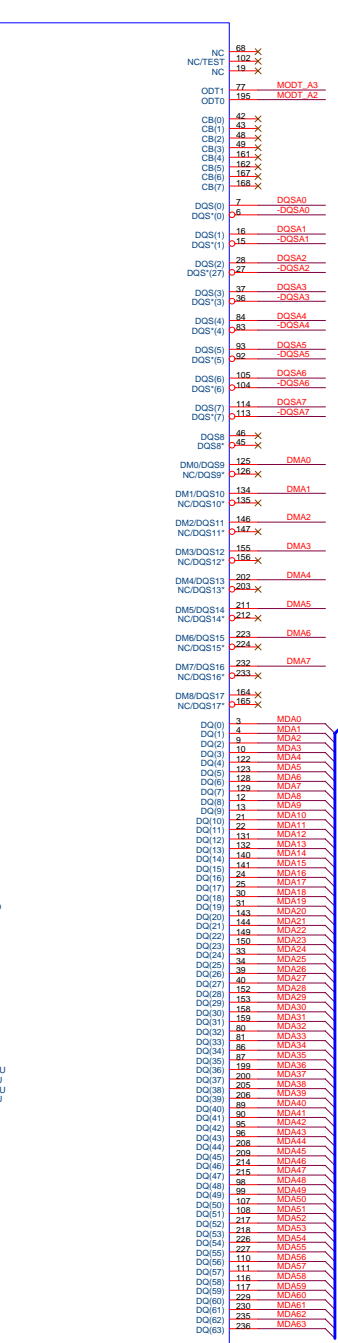 NC 68
NC/TEST 102
NC 19
ODT1 77 MODT_A3
ODT0 195 MODT_A2
CB(0) 42
CB(1) 43
CB(2) 48
CB(3) 49
CB(4) 161
CB(5) 162
CB(6) 167
CB(7) 168
DQS(0) 7 DQSA0
DQS*(0) 6 -DQSA0
DQS(1) 16 DQSA1
DQS*(1) 15 -DQSA1
DQS(2) 28 DQSA2
DQS*(27) 27 -DQSA2
DQS(3) 37 DQSA3
DQS*(3) 36 -DQSA3
DQS(4) 84 DQSA4
DQS*(4) 83 -DQSA4
DQS(5) 93 DQSA5
DQS*(5) 92 -DQSA5
DQS(6) 105 DQSA6
DQS*(6) 104 -DQSA6
DQS(7) 114 DQSA7
DQS*(7) 113 -DQSA7
DQS8 46
DQS8* 45
DM0/DQS9 125 DMA0
NC/DQS9* 126
DM1/DQS10 134 DMA1
NC/DQS10* 135
DM2/DQS11 146 DMA2
NC/DQS11* 147
DM3/DQS12 155 DMA3
NC/DQS12* 156
DM4/DQS13 202 DMA4
NC/DQS13* 203
DM5/DQS14 211 DMA5
NC/DQS14* 212
DM6/DQS15 223 DMA6
NC/DQS15* 224
DM7/DQS16 232 DMA7
NC/DQS16* 233
DM8/DQS17 164
NC/DQS17* 165
DQ(0) 3 MDA0
DQ(1) 4 MDA1
DQ(2) 9 MDA2
DQ(3) 10 MDA3
DQ(4) 122 MDA4
DQ(5) 123 MDA5
DQ(6) 128 MDA6
DQ(7) 129 MDA7
DQ(8) 12 MDA8
DQ(9) 13 MDA9
DQ(10) 21 MDA10
DQ(11) 22 MDA11
DQ(12) 131 MDA12
DQ(13) 132 MDA13
DQ(14) 140 MDA14
DQ(15) 141 MDA15
DQ(16) 24 MDA16
DQ(17) 25 MDA17
DQ(18) 30 MDA18
DQ(19) 31 MDA19
DQ(20) 143 MDA20
DQ(21) 144 MDA21
DQ(22) 149 MDA22
DQ(23) 150 MDA23
DQ(24) 33 MDA24
DQ(25) 34 MDA25
DQ(26) 39 MDA26
DQ(27) 40 MDA27
DQ(28) 152 MDA28
DQ(29) 153 MDA29
DQ(30) 158 MDA30
DQ(31) 159 MDA31
DQ(32) 80 MDA32
DQ(33) 81 MDA33
DQ(34) 86 MDA34
DQ(35) 87 MDA35
DQ(36) 199 MDA36
DQ(37) 200 MDA37
DQ(38) 205 MDA38
DQ(39) 206 MDA39
DQ(40) 89 MDA40
DQ(41) 90 MDA41
DQ(42) 95 MDA42
DQ(43) 96 MDA43
DQ(44) 208 MDA44
DQ(45) 209 MDA45
DQ(46) 214 MDA46
DQ(47) 215 MDA47
DQ(48) 98 MDA48
DQ(49) 99 MDA49
DQ(50) 107 MDA50
DQ(51) 108 MDA51
DQ(52) 217 MDA52
DQ(53) 218 MDA53
DQ(54) 226 MDA54
DQ(55) 227 MDA55
DQ(56) 110 MDA56
DQ(57) 111 MDA57
DQ(58) 116 MDA58
DQ(59) 117 MDA59
DQ(60) 229 MDA60
DQ(61) 230 MDA61
DQ(62) 235 MDA62
DQ(63) 236 MDA63